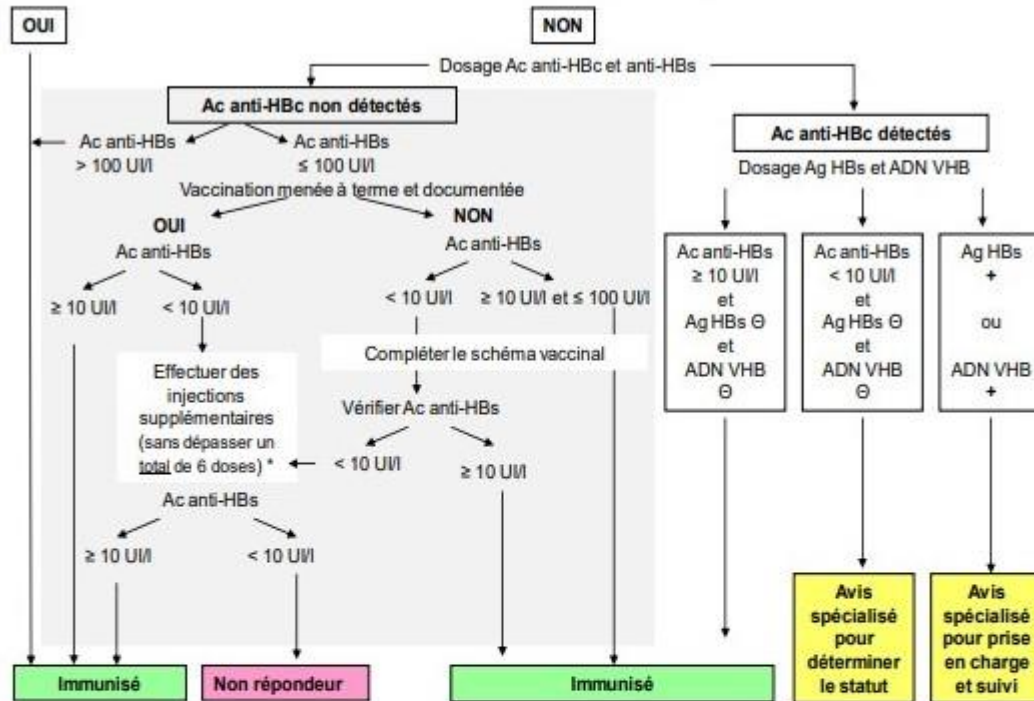 OUI
NON
Dosage Ac anti-HBc et anti-HBs
Ac anti-HBc non détectés
Ac anti-HBs
> 100 UI/l
Ac anti-HBs
≤ 100 UI/l
Vaccination menée à terme et documentée
OUI
Ac anti-HBs
≥ 10 UI/l
< 10 UI/l
Effectuer des
injections
supplémentaires
(sans dépasser un
total de 6 doses) *
Ac anti-HBs
≥ 10 UI/l
< 10 UI/l
NON
Ac anti-HBs
< 10 UI/l
≥ 10 UI/l et ≤ 100 UI/l
Compléter le schéma vaccinal
Vérifier Ac anti-HBs
< 10 UI/l
≥ 10 UI/l
Ac anti-HBc détectés
Dosage Ag HBs et ADN VHB
Ac anti-HBs
≥ 10 UI/l
et
Ag HBs Θ
et
ADN VHB
Θ
Ac anti-HBs
< 10 UI/l
et
Ag HBs Θ
et
ADN VHB
Θ
Ag HBs
+
ou
ADN VHB
+
Immunisé
Non répondeur
Immunisé
Avis
spécialisé
pour
déterminer
le statut
Avis
spécialisé
pour prise
en charge
et suivi